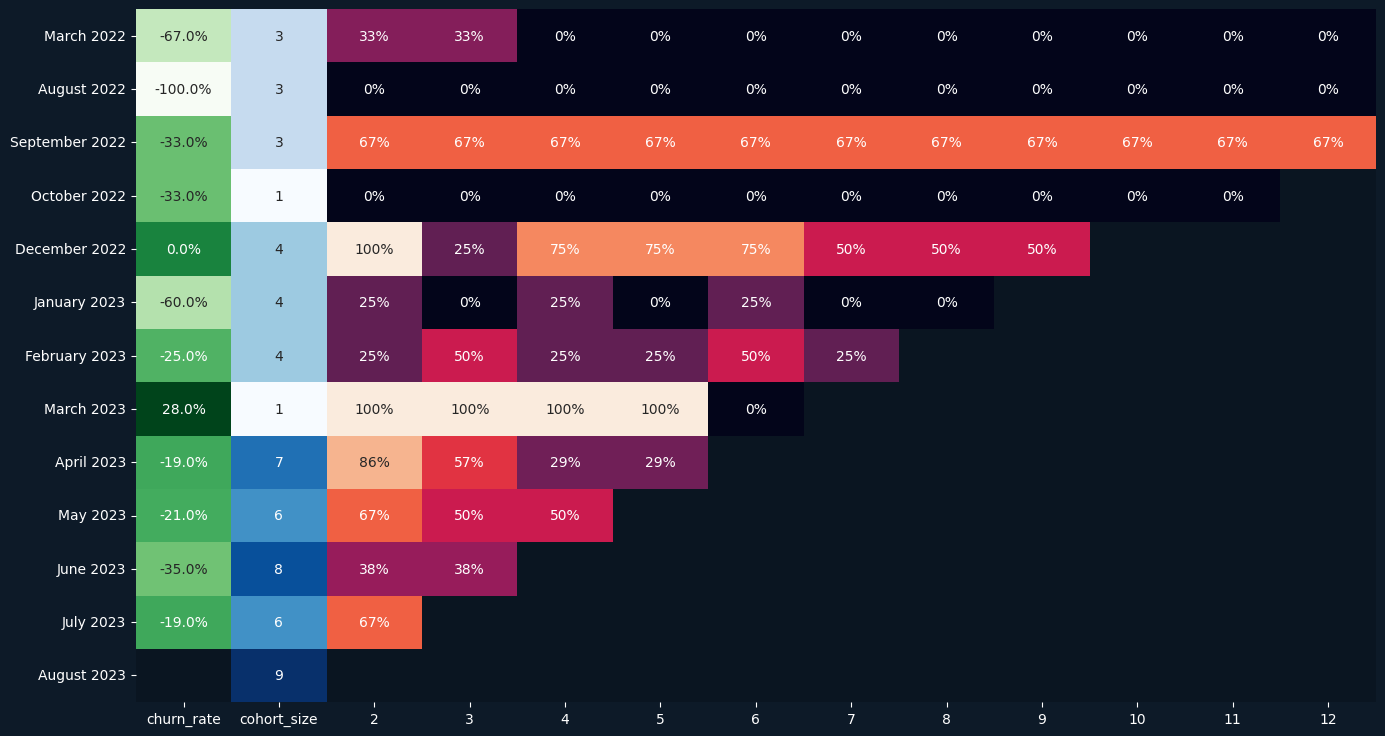 March 2022 -67.0% 3 33% 33% 0% 0% 0% 0% 0% 0% 0% 0% 0%
August 2022 -100.0% 3 0% 0% 0% 0% 0% 0% 0% 0% 0% 0% 0%
September 2022 -33.0% 3 67% 67% 67% 67% 67% 67% 67% 67% 67% 67% 67%
October 2022 -33.0% 1 0% 0% 0% 0% 0% 0% 0% 0% 0% 0%
December 2022 0.0% 4 100% 25% 75% 75% 75% 50% 50% 50%
January 2023 -60.0% 4 25% 0% 25% 0% 25% 0% 0%
February 2023 -25.0% 4 25% 50% 25% 25% 50% 25%
March 2023 28.0% 1 100% 100% 100% 100% 0%
April 2023 -19.0% 7 86% 57% 29% 29%
May 2023 -21.0% 6 67% 50% 50%
June 2023 -35.0% 8 38% 38%
July 2023 -19.0% 6 67%
August 2023 9
churn_rate cohort_size 2 3 4 5 6 7 8 9 10 11 12